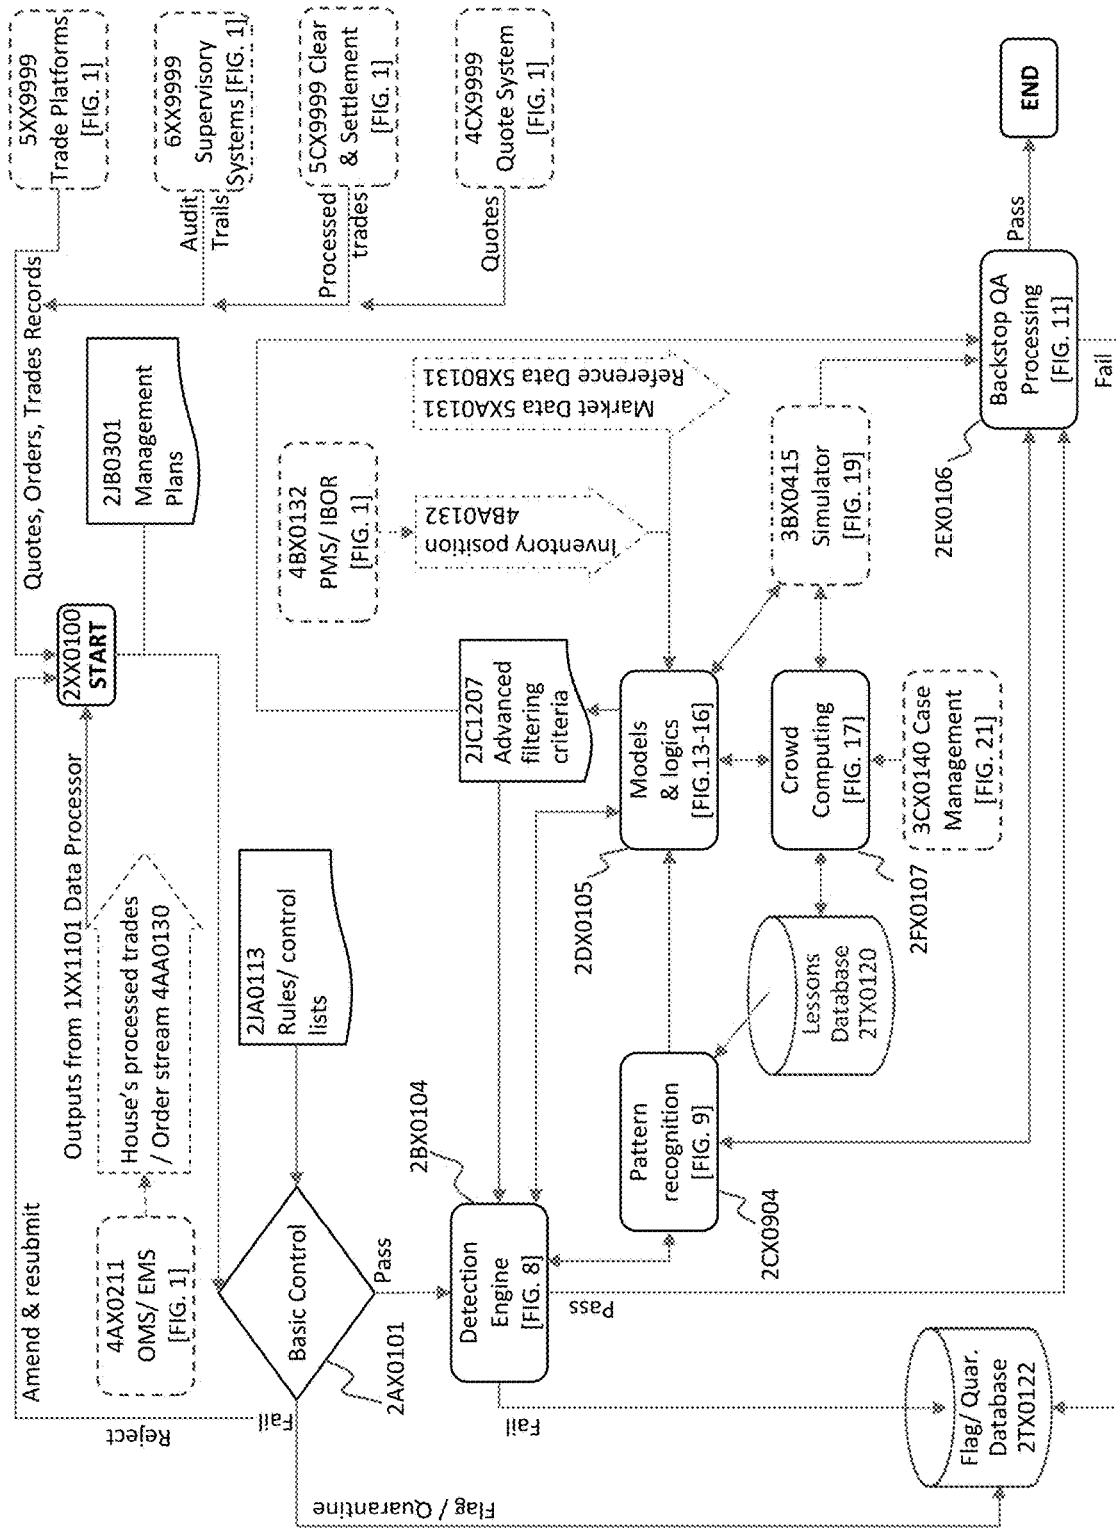 Amend & resubmit
Reject
4AX0211
OMS/ EMS
[FIG. 1]
Outputs from 1XX1101 Data Processor
House's processed trades
/ Order stream 4AA0130
2XX0100
START
Quotes, Orders, Trades Records
2JB0301
Management
Plans
5XX9999
Trade Platforms
[FIG. 1]
Audit
Trails
6XX9999
Supervisory
Systems [FIG. 1]
Processed
trades
5CX9999 Clear
& Settlement
[FIG. 1]
Quotes
4CX9999
Quote System
[FIG. 1]
Flag / Quarantine
Fail
Basic Control
2AX0101
Pass
2JA0113
Rules/ control
lists
4BX0132
PMS/ IBOR
[FIG. 1]
Inventory position
4BA0132
Market Data 5XA0131
Reference Data 5XB0131
2JC1207
Advanced
filtering
criteria
2BX0104
Detection
Engine
[FIG. 8]
Fail
Pass
Pattern
recognition
[FIG. 9]
2CX0904
2DX0105
Models
& logics
[FIG.13-16]
3BX0415
Simulator
[FIG. 19]
Crowd
Computing
[FIG. 17]
2FX0107
Lessons
Database
2TX0120
3CX0140 Case
Management
[FIG. 21]
2EX0106
Backstop QA
Processing
[FIG. 11]
Pass
END
Fail
Flag/ Quar.
Database
2TX0122